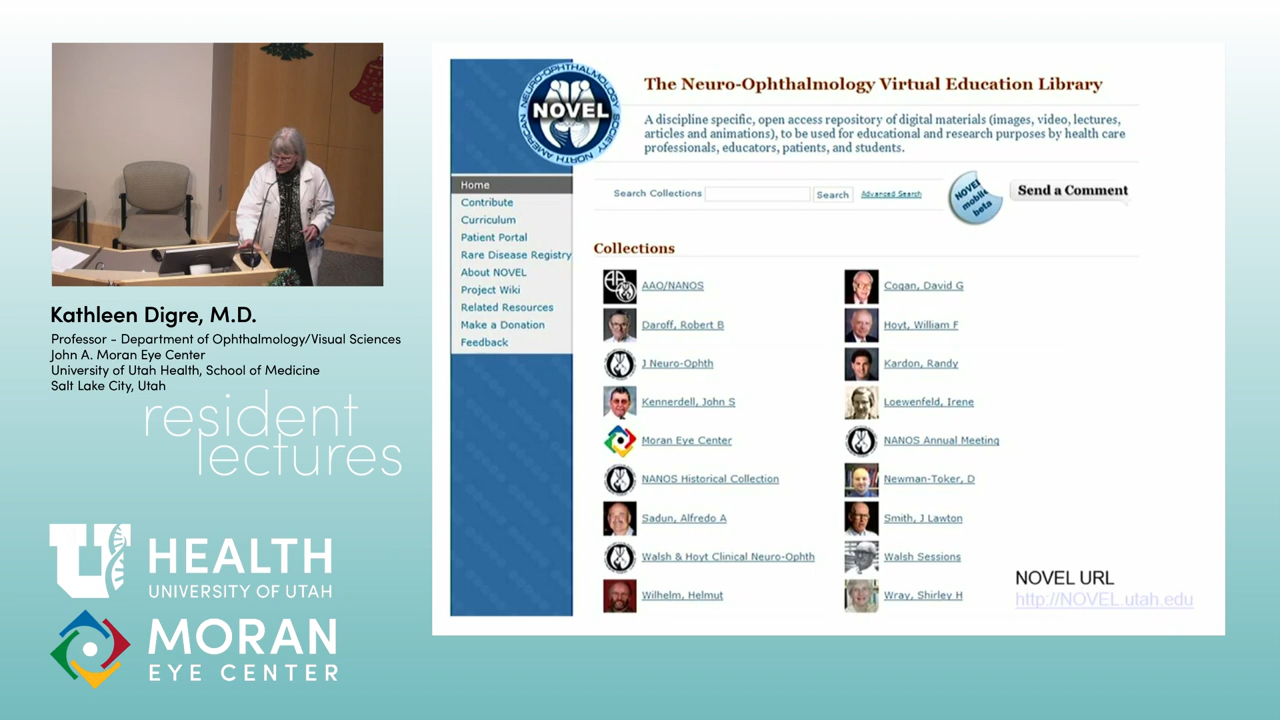 Kathleen Digre, M.D.
Professor - Department of Ophthalmology/Visual Sciences
John A. Moran Eye Center
University of Utah Health, School of Medicine
Salt Lake City, Utah
resident
lectures
U HEALTH
UNIVERSITY OF UTAH
MORAN
EYE CENTER
NEURO-OPHTHALMOLOGY SOCIETY NORTH AMERICAN
NOVEL
The Neuro-Ophthalmology Virtual Education Library
A discipline specific, open access repository of digital materials (images, video, lectures,
articles and animations), to be used for educational and research purposes by health care
professionals, educators, patients, and students.
Home
Contribute
Curriculum
Patient Portal
Rare Disease Registry
About NOVEL
Project Wiki
Related Resources
Make a Donation
Feedback
Search Collections Search Advanced Search
NOVEL
mobile
beta
Send a Comment
Collections
AAO/NANOS
Cogan, David G
Daroff, Robert B
Hoyt, William F
J Neuro-Ophth
Kardon, Randy
Kennerdell, John S
Loewenfeld, Irene
Moran Eye Center
NANOS Annual Meeting
NANOS Historical Collection
Newman-Toker, D
Sadun, Alfredo A
Smith, J Lawton
Walsh & Hoyt Clinical Neuro-Ophth
Walsh Sessions
Wilhelm, Helmut
Wray, Shirley H
NOVEL URL
http://NOVEL.utah.edu